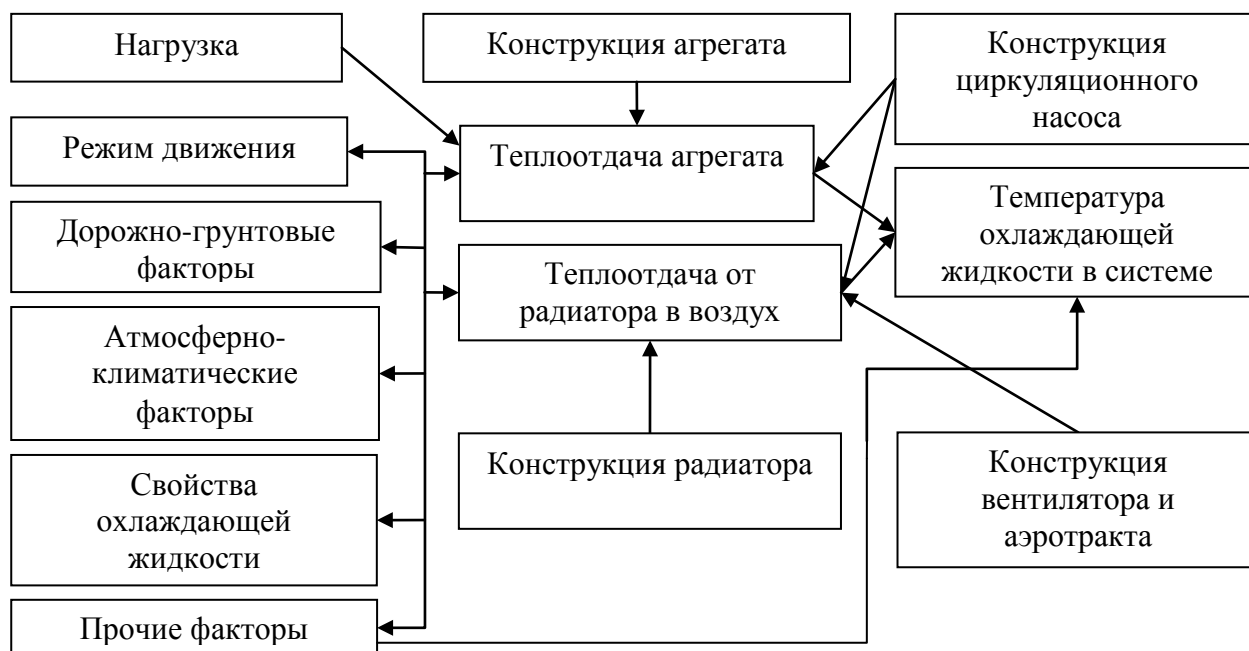 Нагрузка
Конструкция агрегата
Конструкция
циркуляционного
насоса
Режим движения
Теплоотдача агрегата
Температура
охлаждающей
жидкости в системе
Дорожно-грунтовые
факторы
Теплоотдача от
радиатора в воздух
Атмосферно-
климатические
факторы
Конструкция радиатора
Конструкция
вентилятора и
аэротракта
Свойства
охлаждающей
жидкости
Прочие факторы